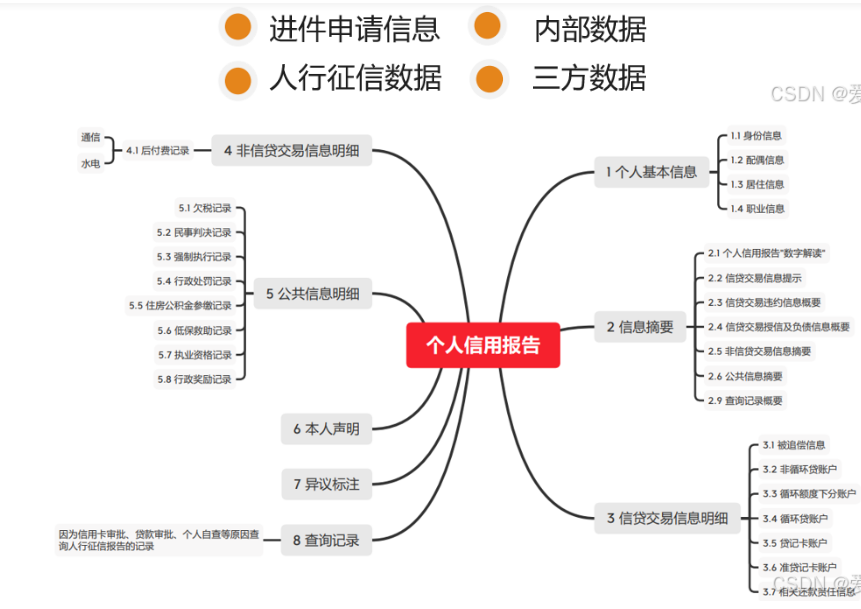 进件申请信息
内部数据
人行征信数据
三方数据
CSDN @爱
个人信用报告
1 个人基本信息
1.1 身份信息
1.2 配偶信息
1.3 居住信息
1.4 职业信息
2 信息摘要
2.1 个人信用报告“数字解读”
2.2 信贷交易信息提示
2.3 信贷交易违约信息概要
2.4 信贷交易授信及负债信息概要
2.5 非信贷交易信息摘要
2.6 公共信息摘要
2.9 查询记录概要
3 信贷交易信息明细
3.1 被追偿信息
3.2 非循环贷账户
3.3 循环额度下分账户
3.4 循环贷账户
3.5 贷记卡账户
3.6 准贷记卡账户
3.7 相关还款责任信息
4 非信贷交易信息明细
4.1 后付费记录
通信
水电
5 公共信息明细
5.1 欠税记录
5.2 民事判决记录
5.3 强制执行记录
5.4 行政处罚记录
5.5 住房公积金参缴记录
5.6 低保救助记录
5.7 执业资格记录
5.8 行政奖励记录
6 本人声明
7 异议标注
8 查询记录
因为信用卡审批、贷款审批、个人自查等原因查
询人行征信报告的记录
CSDN @爱